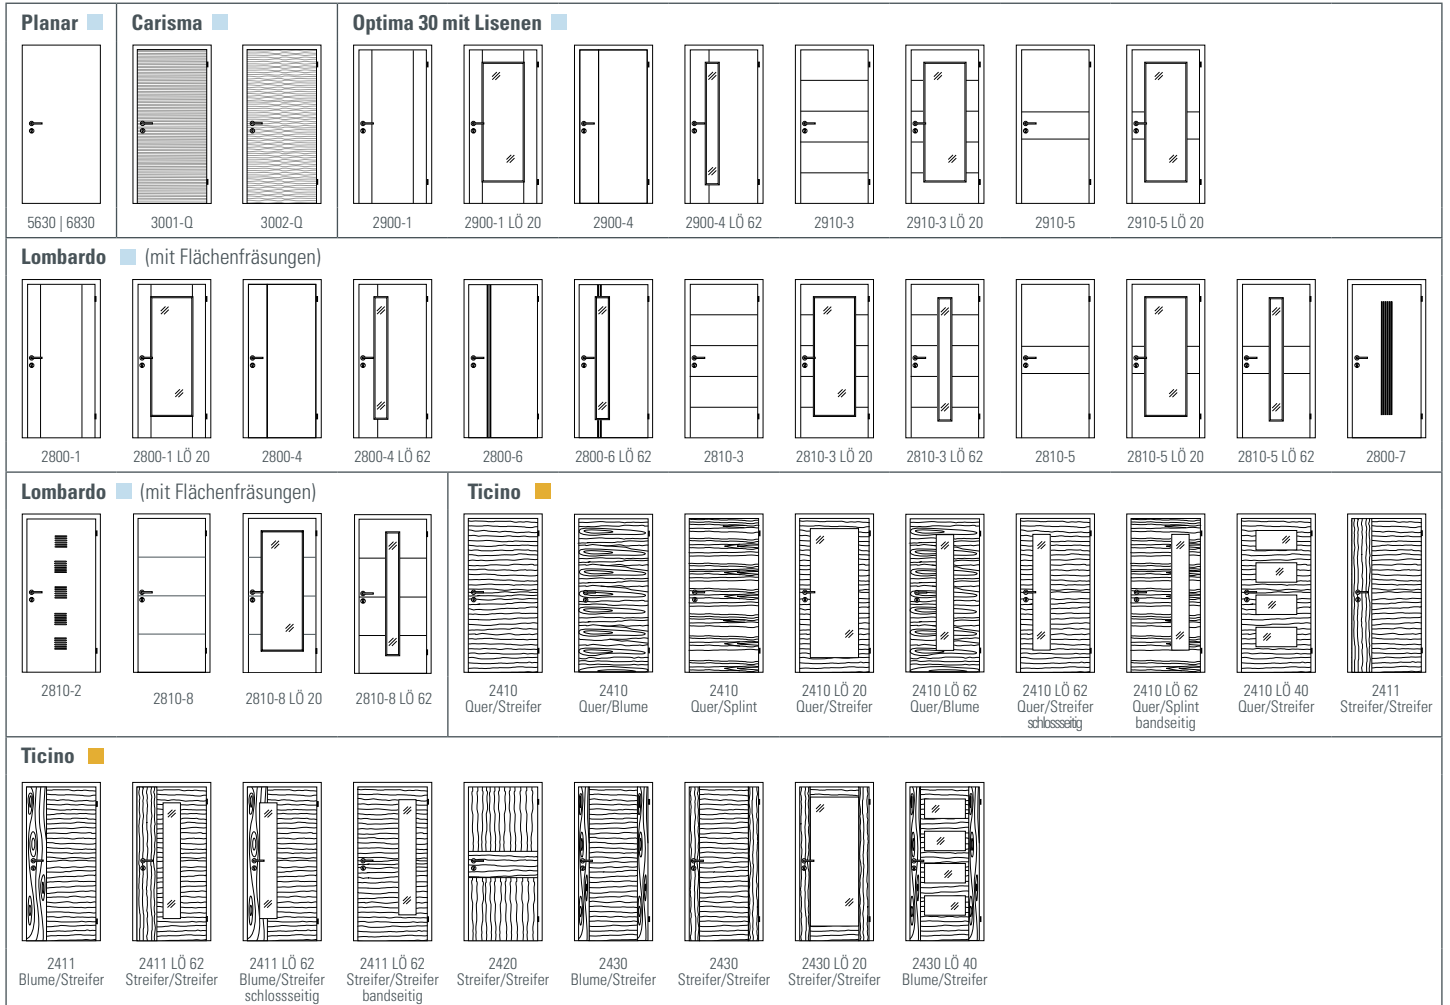 Planar
Carisma
Optima 30 mit Lisenen
5630 | 6830
3001-Q
3002-Q
2900-1
2900-1 LÖ 20
2900-4
2900-4 LÖ 62
2910-3
2910-3 LÖ 20
2910-5
2910-5 LÖ 20
Lombardo (mit Flächenfräsungen)
2800-1
2800-1 LÖ 20
2800-4
2800-4 LÖ 62
2800-6
2800-6 LÖ 62
2810-3
2810-3 LÖ 20
2810-3 LÖ 62
2810-5
2810-5 LÖ 20
2810-5 LÖ 62
2800-7
Lombardo (mit Flächenfräsungen)
2810-2
2810-8
2810-8 LÖ 20
2810-8 LÖ 62
Ticino
2410
Quer/Streifer
2410
Quer/Blume
2410
Quer/Splint
2410 LÖ 20
Quer/Streifer
2410 LÖ 62
Quer/Blume
2410 LÖ 62
Quer/Streifer
schlossseitig
2410 LÖ 62
Quer/Splint
bandseitig
2410 LÖ 40
Quer/Streifer
2411
Streifer/Streifer
Ticino
2411
Blume/Streifer
2411 LÖ 62
Streifer/Streifer
2411 LÖ 62
Blume/Streifer
schlossseitig
2411 LÖ 62
Streifer/Streifer
bandseitig
2420
Streifer/Streifer
2430
Blume/Streifer
2430
Streifer/Streifer
2430 LÖ 20
Streifer/Streifer
2430 LÖ 40
Blume/Streifer